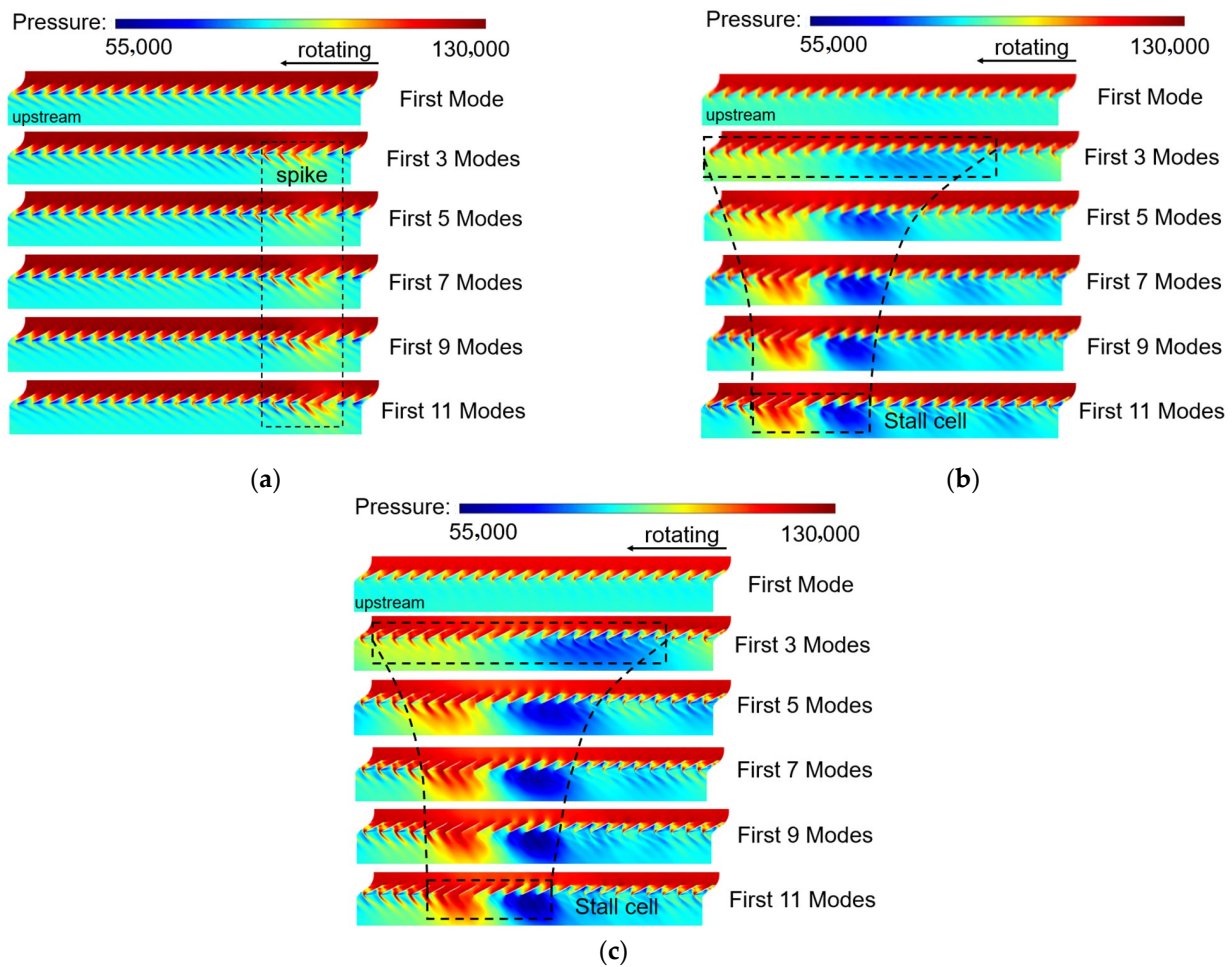 Pressure:
55,000
130,000
rotating
First Mode
upstream
First 3 Modes
spike
First 5 Modes
First 7 Modes
First 9 Modes
First 11 Modes
(a)
Pressure:
55,000
130,000
rotating
First Mode
upstream
First 3 Modes
First 5 Modes
First 7 Modes
First 9 Modes
First 11 Modes
Stall cell
(b)
Pressure:
55,000
130,000
rotating
First Mode
upstream
First 3 Modes
First 5 Modes
First 7 Modes
First 9 Modes
First 11 Modes
Stall cell
(c)